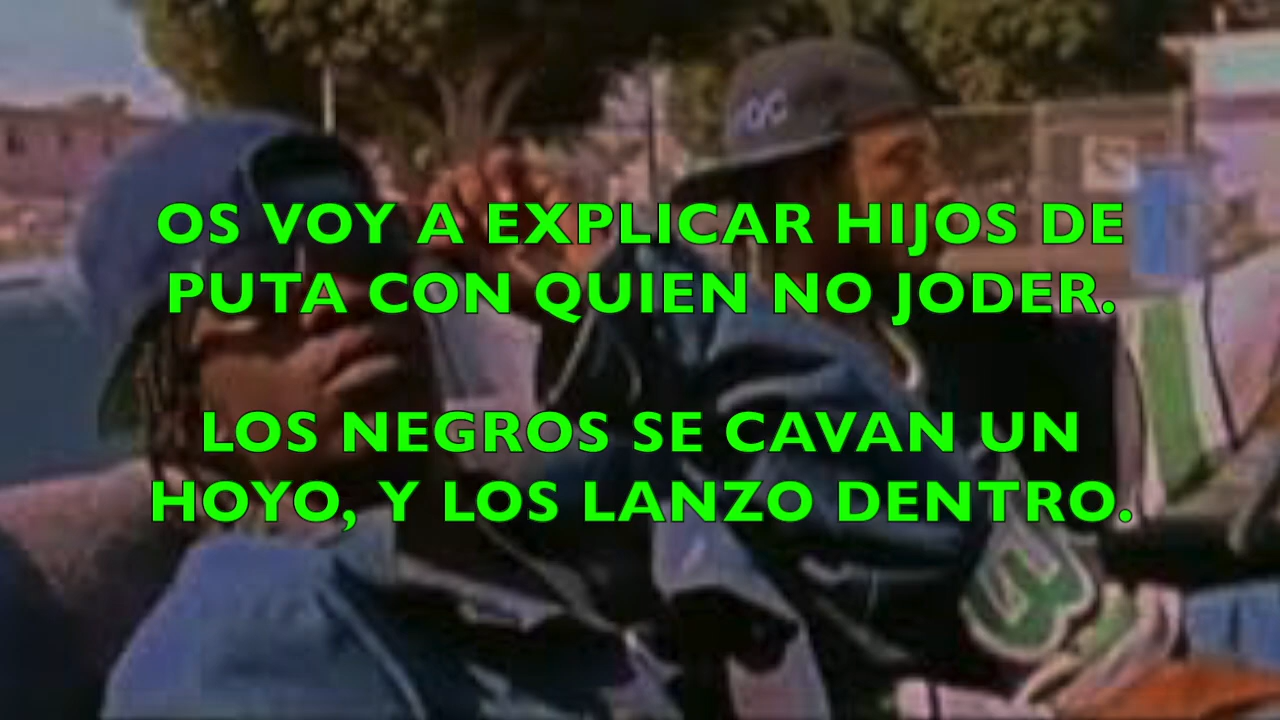 OS VOY A EXPLICAR HIJOS DE
PUTA CON QUIEN NO JODER.
LOS NEGROS SE CAVAN UN
HOYO, Y LOS LANZO DENTRO.